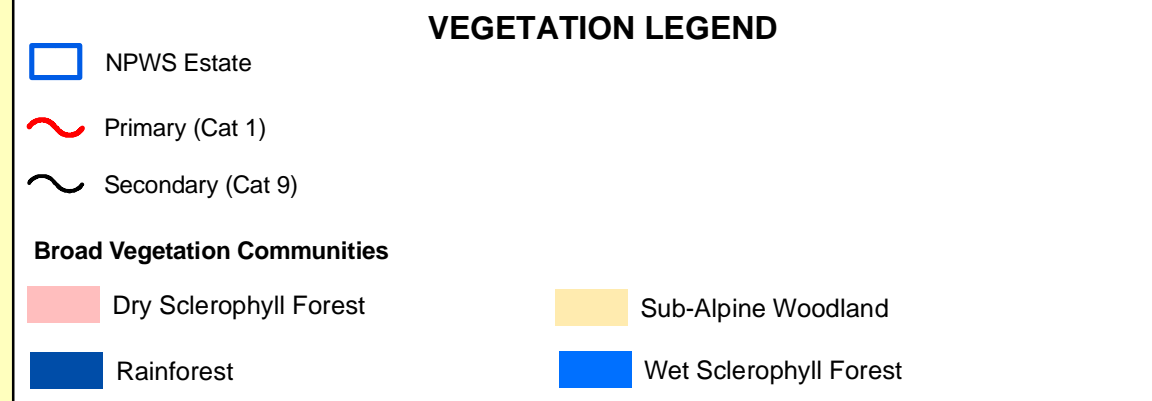 VEGETATION LEGEND
NPWS Estate
Primary (Cat 1)
Secondary (Cat 9)
Broad Vegetation Communities
Dry Sclerophyll Forest
Sub-Alpine Woodland
Rainforest
Wet Sclerophyll Forest